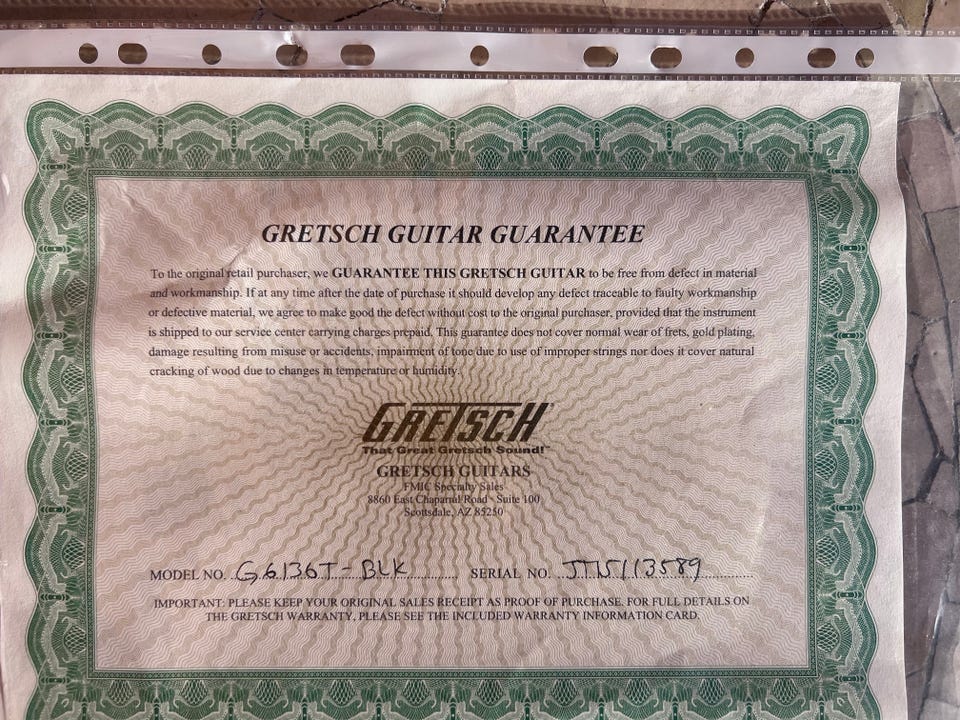 GRETSCH GUITAR GUARANTEE
To the original retail purchaser, we GUARANTEE THIS GRETSCH GUITAR to be free from defect in material
and workmanship. If at any time after the date of purchase it should develop any defect traceable to faulty workmanship
or defective material, we agree to make good the defect without cost to the original purchaser, provided that the instrument
is shipped to our service center carrying charges prepaid. This guarantee does not cover normal wear of frets, gold plating,
damage resulting from misuse or accidents, impairment of tone due to use of improper strings nor does it cover natural
cracking of wood due to changes in temperature or humidity.
GRETSCH®
That Great Gretsch Sound!™
GRETSCH GUITARS
FMIC Specialty Sales
8860 East Chaparral Road · Suite 100
Scottsdale, AZ 85250
MODEL NO. G6136T-BLK SERIAL NO. JT05113589
IMPORTANT: PLEASE KEEP YOUR ORIGINAL SALES RECEIPT AS PROOF OF PURCHASE. FOR FULL DETAILS ON
THE GRETSCH WARRANTY, PLEASE SEE THE INCLUDED WARRANTY INFORMATION CARD.